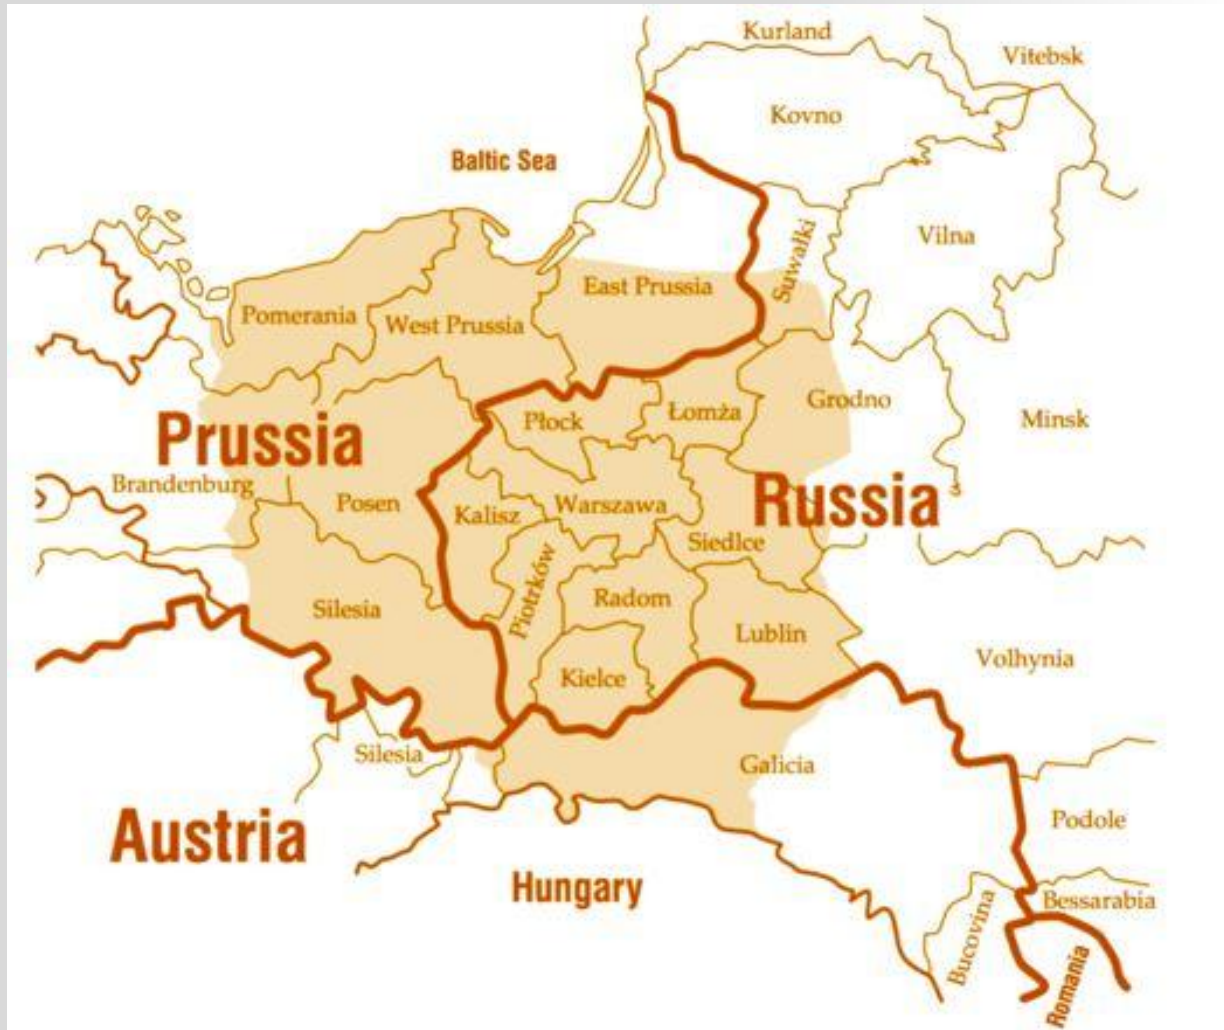 Kurland
Vitebsk
Kovno
Baltic Sea
Vilna
Suwałki
East Prussia
Pomerania
West Prussia
Grodno
Łomża
Płock
Minsk
Prussia
Brandenburg
Posen
Kalisz
Warszawa
Russia
Siedlce
Piotrków
Radom
Silesia
Lublin
Volhynia
Kielce
Silesia
Galicia
Podole
Austria
Hungary
Bessarabia
Bucovina
Romania